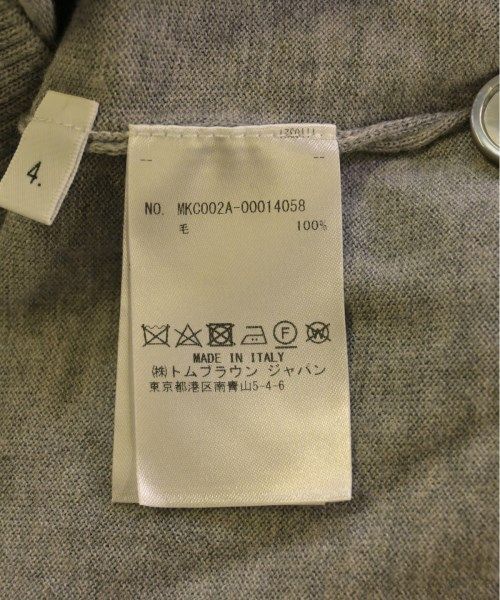 4.
NO. MKC002A-00014058
毛 100%
F W
MADE IN ITALY
㈱トムブラウン ジャパン
東京都港区南青山5-4-6